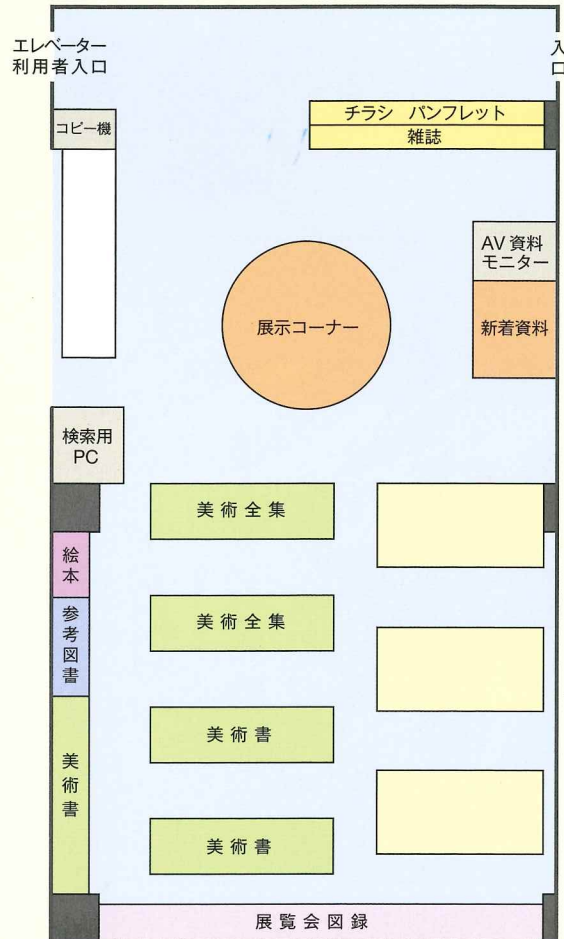 エレベーター
利用者入口
入
口
コピー機
チラシ　パンフレット
雑誌
AV 資料
モニター
展示コーナー
新着資料
検索用
PC
美術全集
絵本
美術全集
参考図書
美術書
美術書
美術書
展覧会図録